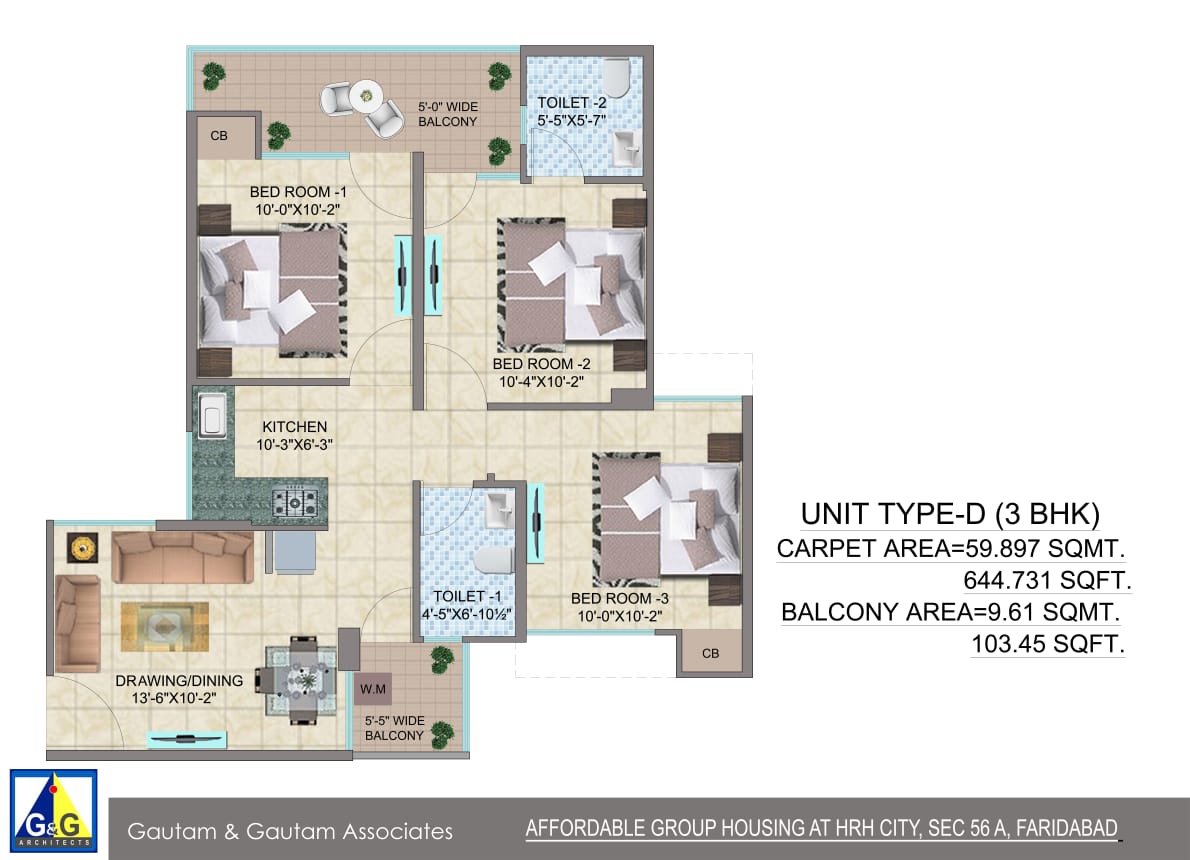 5'-0" WIDE
BALCONY
TOILET -2
5'-5"X5'-7"
CB
BED ROOM -1
10'-0"X10'-2"
BED ROOM -2
10'-4"X10'-2"
KITCHEN
10'-3"X6'-3"
TOILET -1
4'-5"X6'-10½"
BED ROOM -3
10'-0"X10'-2"
CB
DRAWING/DINING
13'-6"X10'-2"
W.M
5'-5" WIDE
BALCONY
UNIT TYPE-D (3 BHK)
CARPET AREA=59.897 SQMT.
644.731 SQFT.
BALCONY AREA=9.61 SQMT.
103.45 SQFT.
G&G
ARCHITECTS
Gautam & Gautam Associates
AFFORDABLE GROUP HOUSING AT HRH CITY, SEC 56 A, FARIDABAD